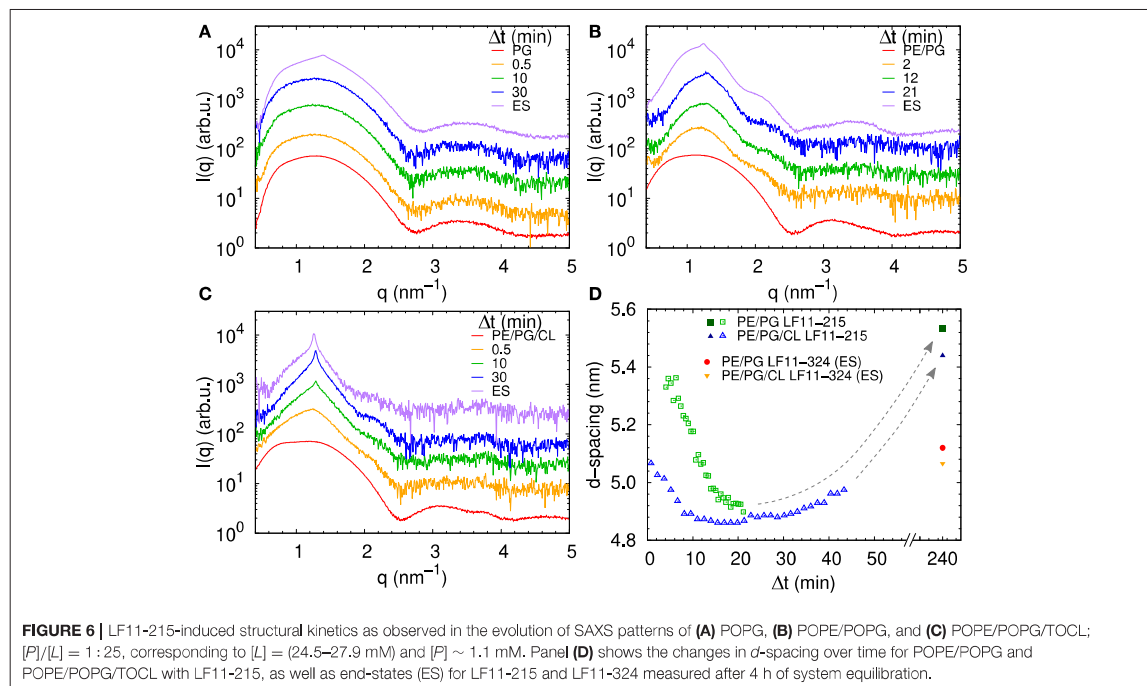 A
Δt (min)
PG
0.5
10
30
ES
10⁴
10³
10²
10¹
10⁰
I(q) (arb.u.)
1 2 3 4 5
q (nm⁻¹)
B
Δt (min)
PE/PG
2
12
21
ES
10⁴
10³
10²
10¹
10⁰
I(q) (arb.u.)
1 2 3 4 5
q (nm⁻¹)
C
Δt (min)
PE/PG/CL
0.5
10
30
ES
10⁴
10³
10²
10¹
10⁰
I(q) (arb.u.)
1 2 3 4 5
q (nm⁻¹)
D
PE/PG LF11–215
PE/PG/CL LF11–215
PE/PG LF11–324 (ES)
PE/PG/CL LF11–324 (ES)
5.6
5.4
5.2
5.0
4.8
d–spacing (nm)
0 10 20 30 50 240
Δt (min)
FIGURE 6 | LF11-215-induced structural kinetics as observed in the evolution of SAXS patterns of (A) POPG, (B) POPE/POPG, and (C) POPE/POPG/TOCL;
[P]/[L] = 1 : 25, corresponding to [L] = (24.5–27.9 mM) and [P] ~ 1.1 mM. Panel (D) shows the changes in d-spacing over time for POPE/POPG and
POPE/POPG/TOCL with LF11-215, as well as end-states (ES) for LF11-215 and LF11-324 measured after 4 h of system equilibration.